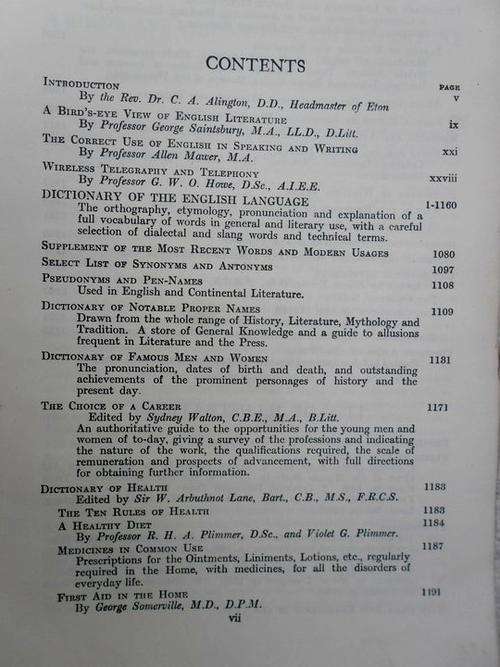 CONTENTS
PAGE
INTRODUCTION
By the Rev. Dr. C. A. Alington, D.D., Headmaster of Eton v
A BIRD'S-EYE VIEW OF ENGLISH LITERATURE
By Professor George Saintsbury, M.A., LL.D., D.Litt. ix
THE CORRECT USE OF ENGLISH IN SPEAKING AND WRITING
By Professor Allen Mawer, M.A. xxi
WIRELESS TELEGRAPHY AND TELEPHONY
By Professor G. W. O. Howe, D.Sc., A.I.E.E. xxviii
DICTIONARY OF THE ENGLISH LANGUAGE 1-1160
The orthography, etymology, pronunciation and explanation of a
full vocabulary of words in general and literary use, with a careful
selection of dialectal and slang words and technical terms.
SUPPLEMENT OF THE MOST RECENT WORDS AND MODERN USAGES 1080
SELECT LIST OF SYNONYMS AND ANTONYMS 1097
PSEUDONYMS AND PEN-NAMES 1108
Used in English and Continental Literature.
DICTIONARY OF NOTABLE PROPER NAMES 1109
Drawn from the whole range of History, Literature, Mythology and
Tradition. A store of General Knowledge and a guide to allusions
frequent in Literature and the Press.
DICTIONARY OF FAMOUS MEN AND WOMEN 1131
The pronunciation, dates of birth and death, and outstanding
achievements of the prominent personages of history and the
present day.
THE CHOICE OF A CAREER 1171
Edited by Sydney Walton, C.B.E., M.A., B.Litt.
An authoritative guide to the opportunities for the young men and
women of to-day, giving a survey of the professions and indicating
the nature of the work, the qualifications required, the scale of
remuneration and prospects of advancement, with full directions
for obtaining further information.
DICTIONARY OF HEALTH 1183
Edited by Sir W. Arbuthnot Lane, Bart., C.B., M.S., F.R.C.S.
THE TEN RULES OF HEALTH 1183
A HEALTHY DIET 1184
By Professor R. H. A. Plimmer, D.Sc., and Violet G. Plimmer.
MEDICINES IN COMMON USE 1187
Prescriptions for the Ointments, Liniments, Lotions, etc., regularly
required in the Home, with medicines, for all the disorders of
everyday life.
FIRST AID IN THE HOME 1191
By George Somerville, M.D., D.P.M.
vii